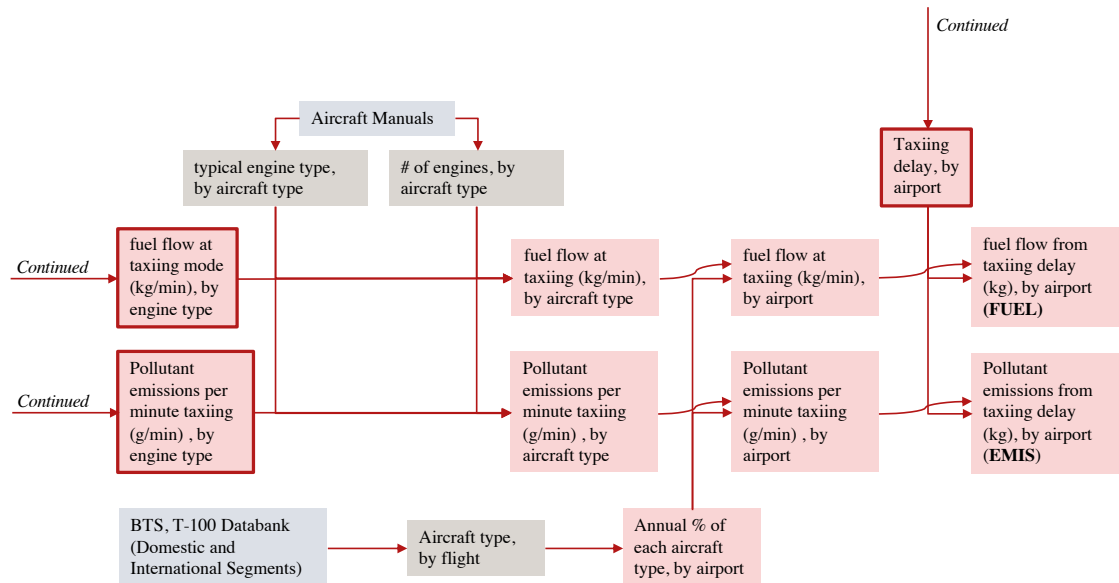 Continued
Aircraft Manuals
typical engine type,
by aircraft type
# of engines, by
aircraft type
Taxiing
delay, by
airport
Continued
fuel flow at
taxiing mode
(kg/min), by
engine type
fuel flow at
taxiing (kg/min),
by aircraft type
fuel flow at
taxiing (kg/min),
by airport
fuel flow from
taxiing delay
(kg), by airport
(FUEL)
Continued
Pollutant
emissions per
minute taxiing
(g/min) , by
engine type
Pollutant
emissions per
minute taxiing
(g/min) , by
aircraft type
Pollutant
emissions per
minute taxiing
(g/min) , by
airport
Pollutant
emissions from
taxiing delay
(kg), by airport
(EMIS)
BTS, T-100 Databank
(Domestic and
International Segments)
Aircraft type,
by flight
Annual % of
each aircraft
type, by airport